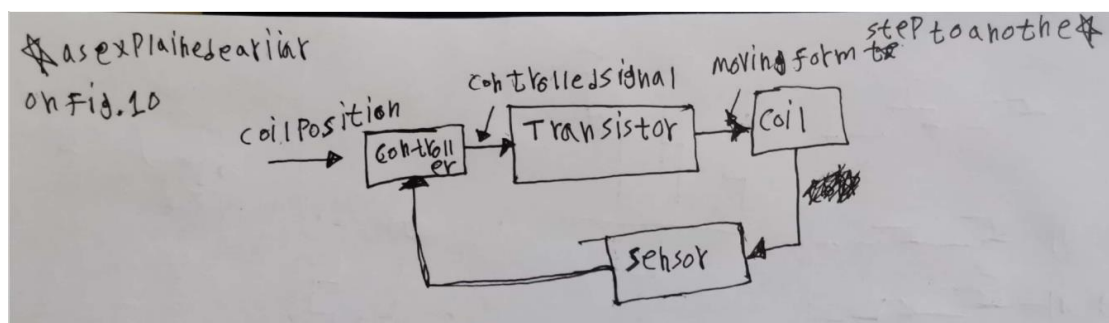 as explained eariiar
on Fig.10
step to another
moving form
controlled signal
coil Position
Controll
er
Transistor
coil
Sensor